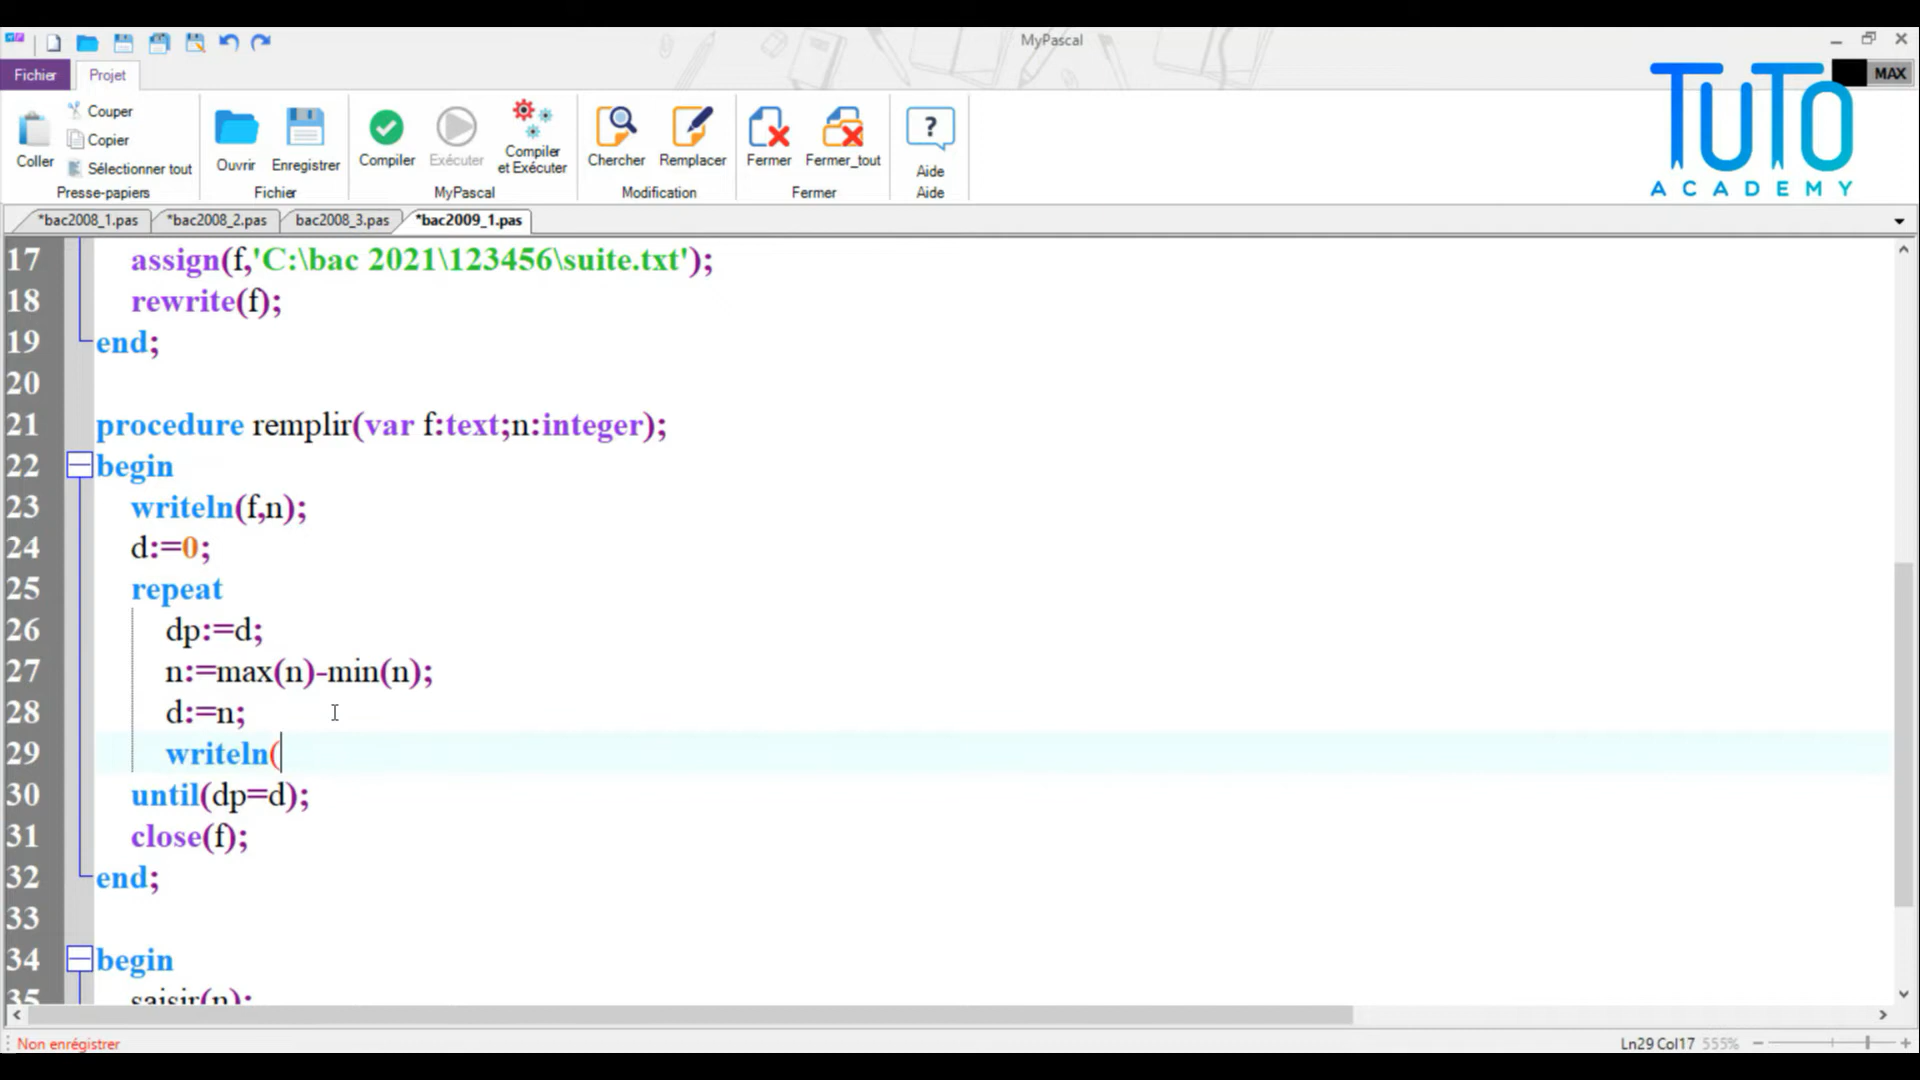 MyPascal
Fichier Projet
MAX
TUTO
ACADEMY
Coller
Couper
Copier
Sélectionner tout
Presse-papiers
Ouvrir
Enregistrer
Fichier
Compiler
Exécuter
Compiler
et Exécuter
MyPascal
Chercher
Remplacer
Modification
Fermer
Fermer_tout
Fermer
?
Aide
Aide
*bac2008_1.pas *bac2008_2.pas bac2008_3.pas *bac2009_1.pas
17 assign(f,'C:\bac 2021\123456\suite.txt');
18 rewrite(f);
19 end;
20
21 procedure remplir(var f:text;n:integer);
22 begin
23 writeln(f,n);
24 d:=0;
25 repeat
26 dp:=d;
27 n:=max(n)-min(n);
28 d:=n;
29 writeln(
30 until(dp=d);
31 close(f);
32 end;
33
34 begin
35 saisir(n);
Non enrégistrer
Ln29 Col17 555%